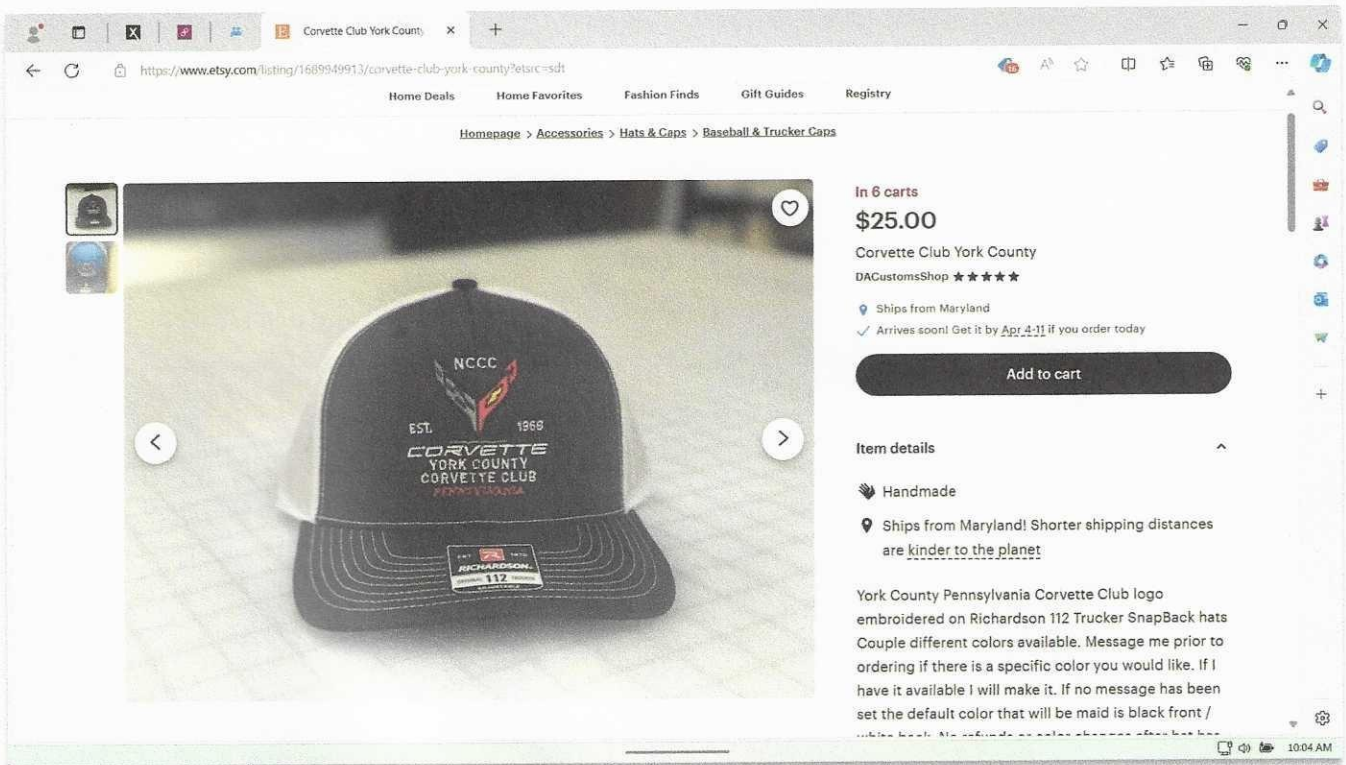 Corvette Club York County
https://www.etsy.com/listing/1689949913/corvette-club-york-county?etsrc=sdt
16
Home Deals Home Favorites Fashion Finds Gift Guides Registry
Homepage > Accessories > Hats & Caps > Baseball & Trucker Caps
In 6 carts
$25.00
Corvette Club York County
DACustomsShop ★★★★★
Ships from Maryland
Arrives soon! Get it by Apr 4-11 if you order today
Add to cart
NCCC
EST. 1966
CORVETTE
YORK COUNTY
CORVETTE CLUB
PENNSYLVANIA
RICHARDSON
112
Item details
Handmade
Ships from Maryland! Shorter shipping distances
are kinder to the planet
York County Pennsylvania Corvette Club logo
embroidered on Richardson 112 Trucker SnapBack hats
Couple different colors available. Message me prior to
ordering if there is a specific color you would like. If I
have it available I will make it. If no message has been
set the default color that will be maid is black front /
10:04 AM